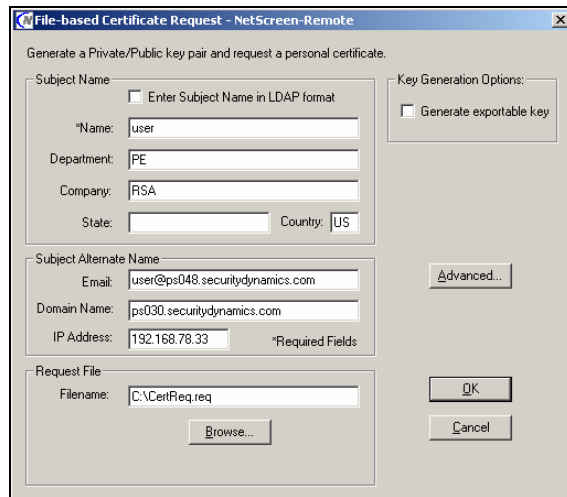 File-based Certificate Request - NetScreen-Remote
Generate a Private/Public key pair and request a personal certificate.
Subject Name
Enter Subject Name in LDAP format
*Name: user
Department: PE
Company: RSA
State: Country: US
Key Generation Options:
Generate exportable key
Subject Alternate Name
Email: user@ps048.securitydynamics.com
Domain Name: ps030.securitydynamics.com
IP Address: 192.168.78.33 *Required Fields
Advanced...
Request File
Filename: C:\CertReq.req
Browse...
OK
Cancel